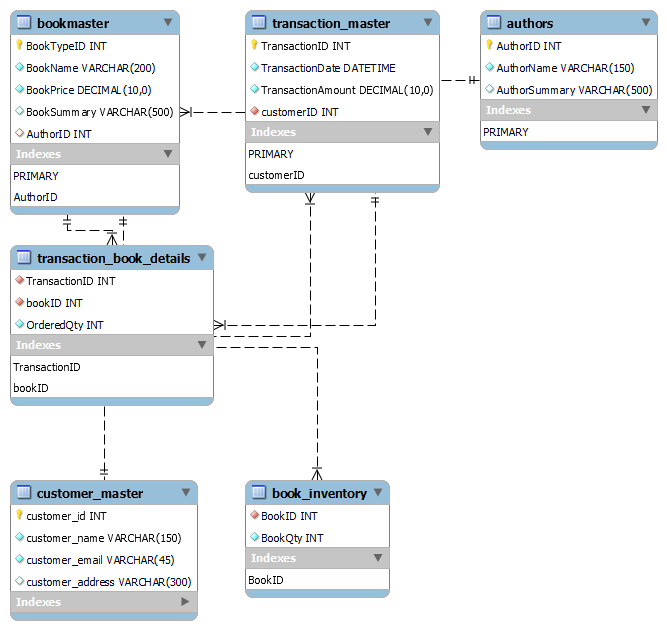 bookmaster
BookTypeID INT
BookName VARCHAR(200)
BookPrice DECIMAL(10,0)
BookSummary VARCHAR(500)
AuthorID INT
Indexes
PRIMARY
AuthorID
transaction_master
TransactionID INT
TransactionDate DATETIME
TransactionAmount DECIMAL(10,0)
customerID INT
Indexes
PRIMARY
customerID
authors
AuthorID INT
AuthorName VARCHAR(150)
AuthorSummary VARCHAR(500)
Indexes
PRIMARY
transaction_book_details
TransactionID INT
bookID INT
OrderedQty INT
Indexes
TransactionID
bookID
customer_master
customer_id INT
customer_name VARCHAR(150)
customer_email VARCHAR(45)
customer_address VARCHAR(300)
Indexes
book_inventory
BookID INT
BookQty INT
Indexes
BookID